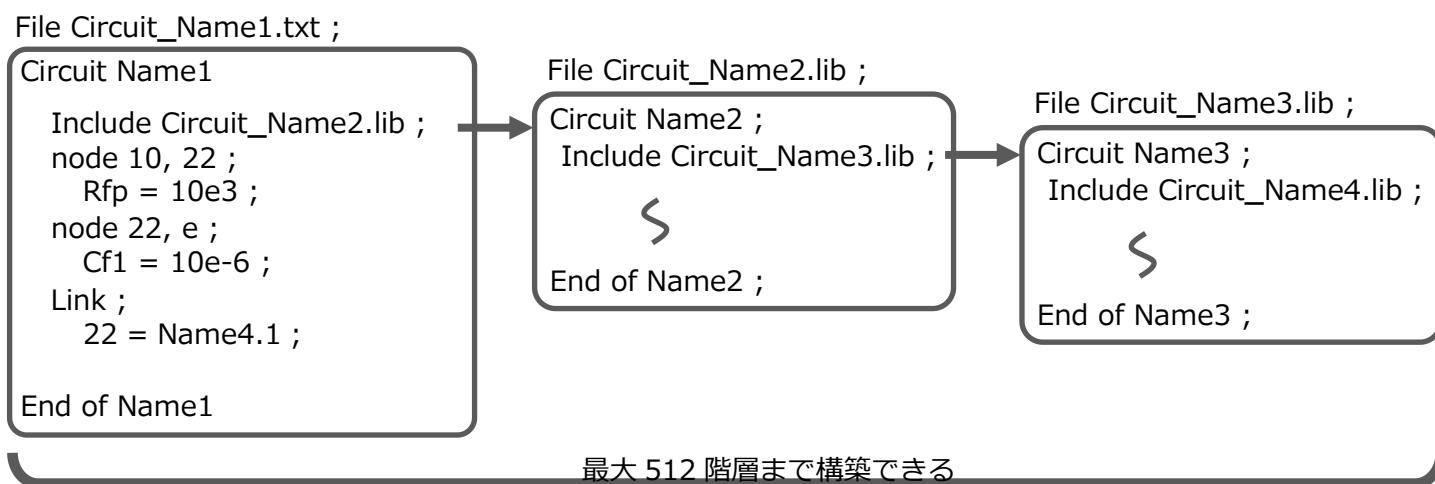 File Circuit_Name1.txt ;
Circuit Name1
Include Circuit_Name2.lib ;
node 10, 22 ;
Rfp = 10e3 ;
node 22, e ;
Cf1 = 10e-6 ;
Link ;
22 = Name4.1 ;
End of Name1
File Circuit_Name2.lib ;
Circuit Name2 ;
Include Circuit_Name3.lib ;
End of Name2 ;
File Circuit_Name3.lib ;
Circuit Name3 ;
Include Circuit_Name4.lib ;
End of Name3 ;
最大 512 階層まで構築できる